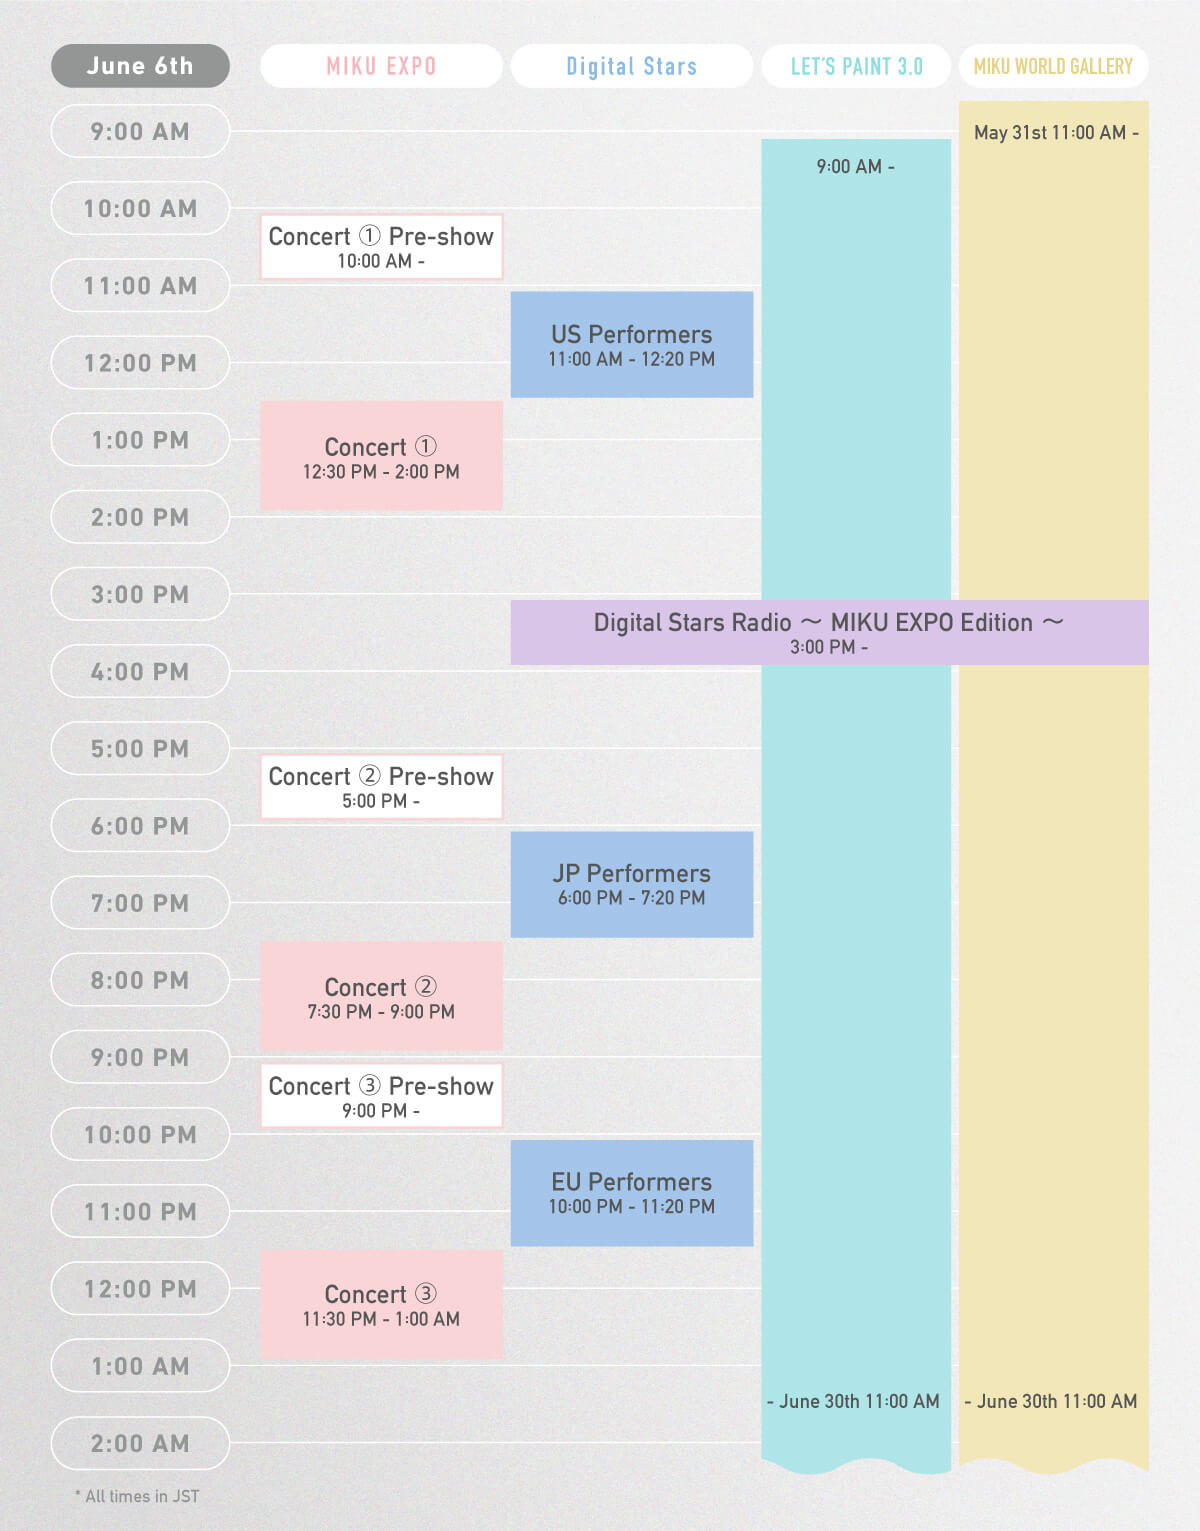 June 6th
MIKU EXPO
Digital Stars
LET'S PAINT 3.0
MIKU WORLD GALLERY
9:00 AM
May 31st 11:00 AM -
9:00 AM -
10:00 AM
Concert ① Pre-show
10:00 AM -
11:00 AM
US Performers
11:00 AM - 12:20 PM
12:00 PM
1:00 PM
Concert ①
12:30 PM - 2:00 PM
2:00 PM
3:00 PM
Digital Stars Radio ～ MIKU EXPO Edition ～
3:00 PM -
4:00 PM
5:00 PM
Concert ② Pre-show
5:00 PM -
6:00 PM
JP Performers
6:00 PM - 7:20 PM
7:00 PM
8:00 PM
Concert ②
7:30 PM - 9:00 PM
9:00 PM
Concert ③ Pre-show
9:00 PM -
10:00 PM
EU Performers
10:00 PM - 11:20 PM
11:00 PM
12:00 PM
Concert ③
11:30 PM - 1:00 AM
1:00 AM
- June 30th 11:00 AM
- June 30th 11:00 AM
2:00 AM
* All times in JST